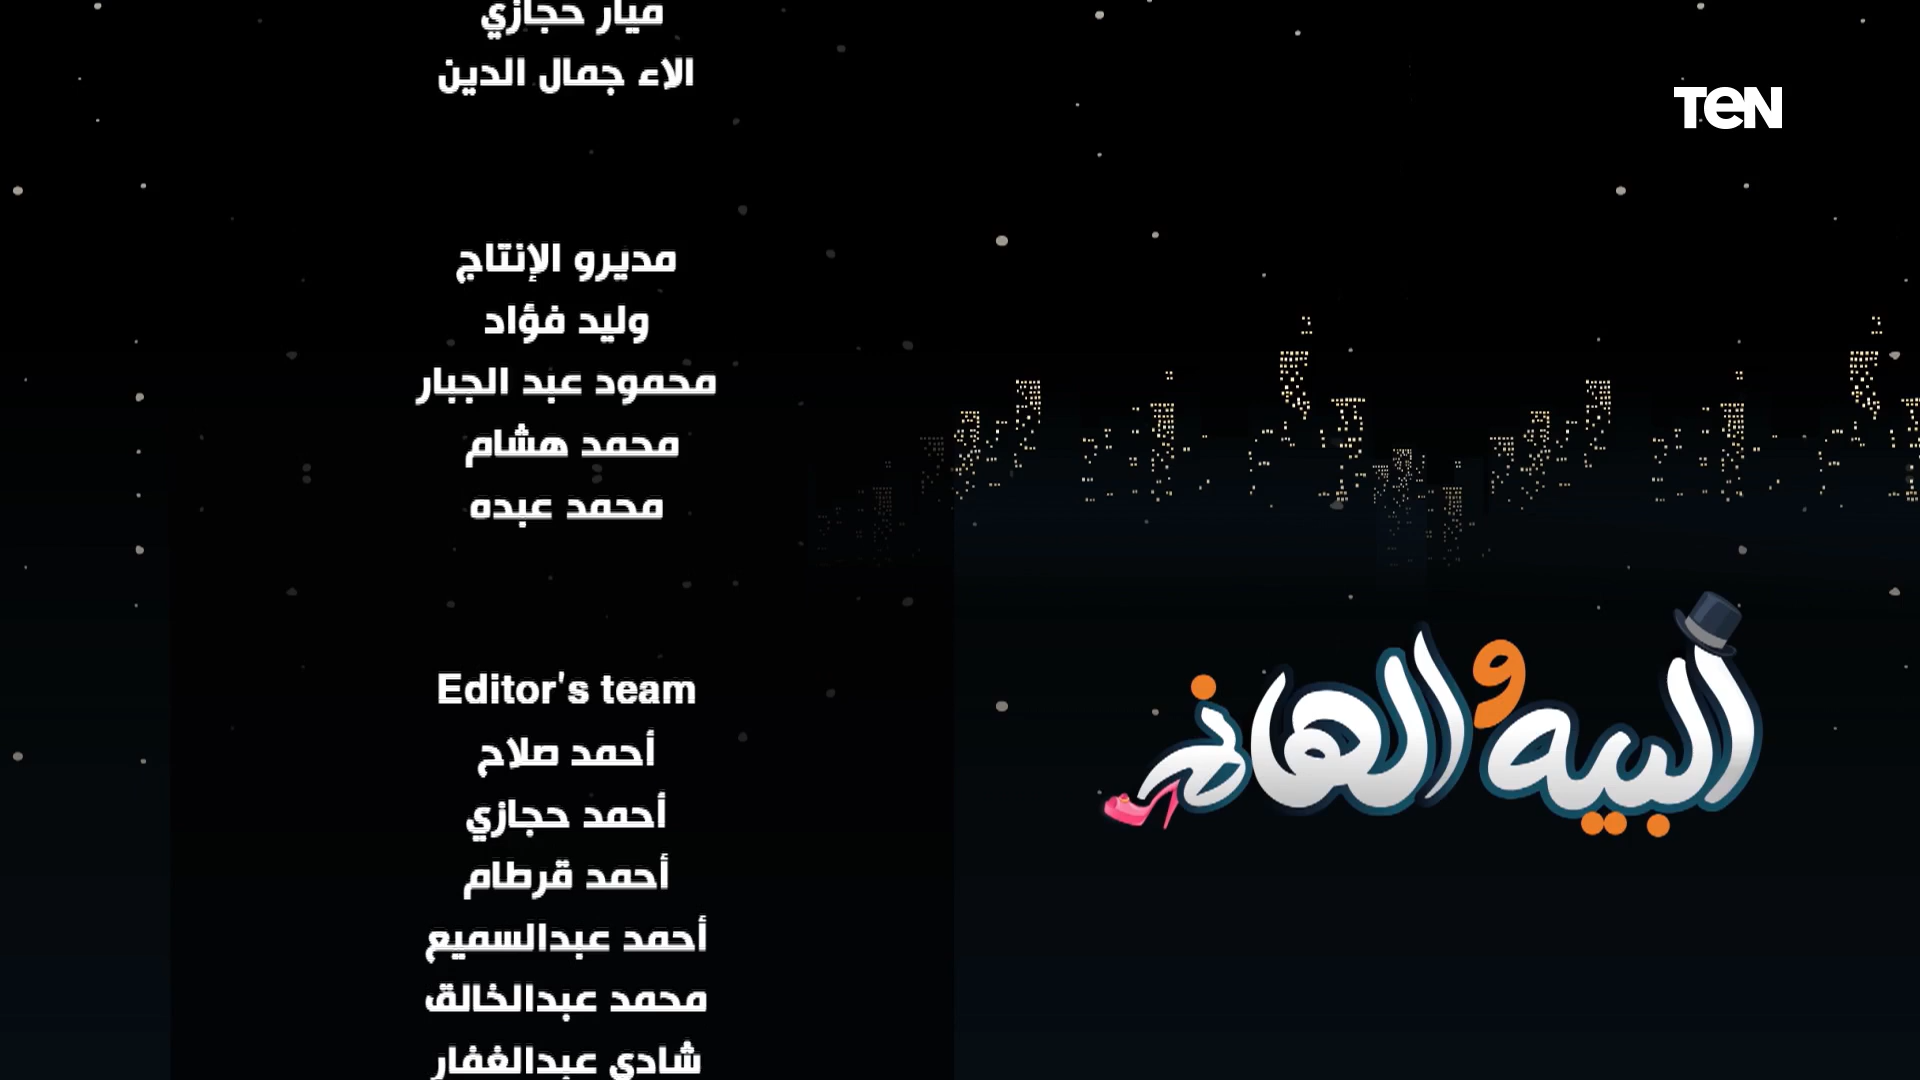 ميار حجازي
الاء جمال الدين
TeN
مديرو الإنتاج
وليد فؤاد
محمود عبد الجبار
محمد هشام
محمد عبده
Editor's team
أحمد صلاح
أحمد حجازي
أحمد قرطام
أحمد عبدالسميع
محمد عبدالخالق
شادي عبدالغفار
البيه و الهانم